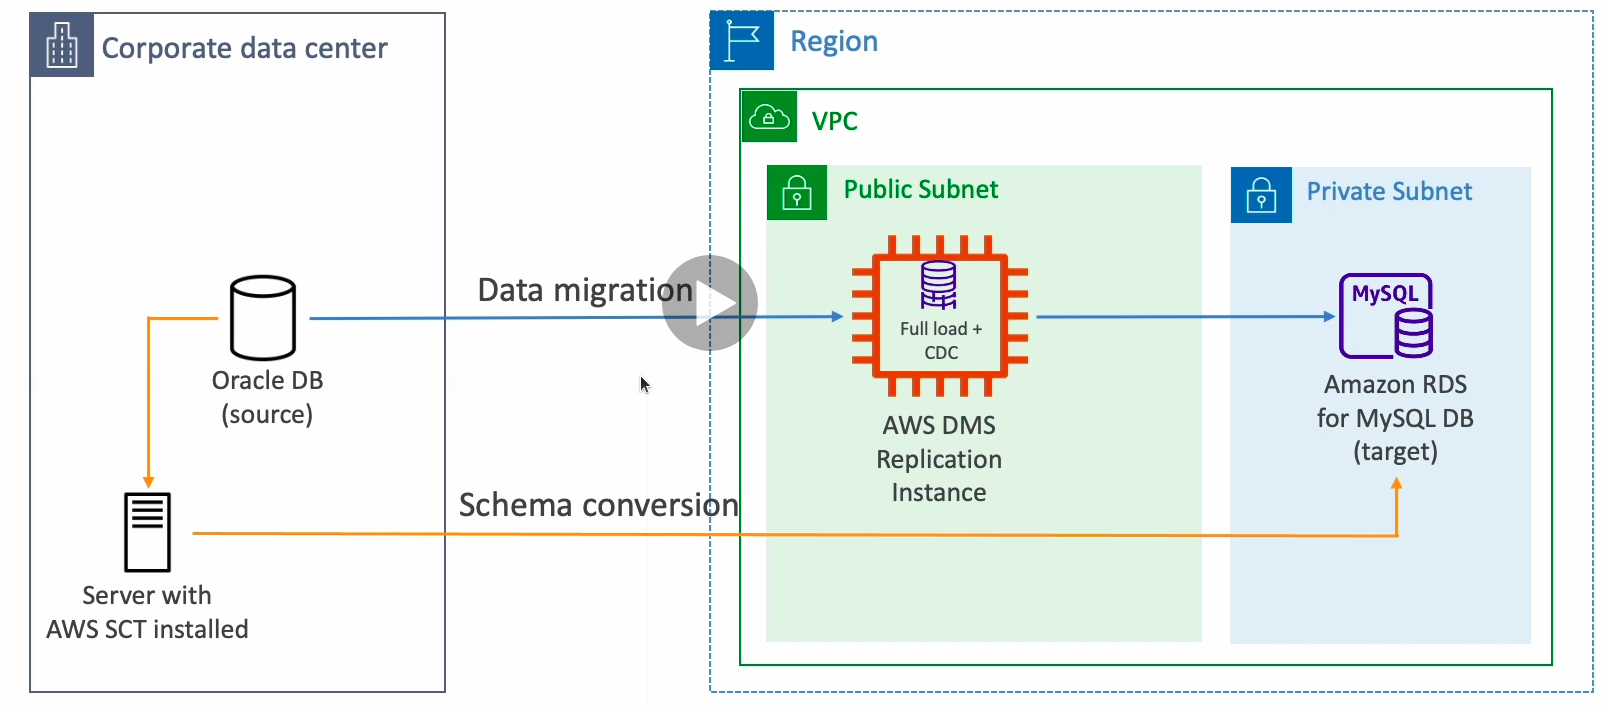 Corporate data center
Region
VPC
Public Subnet
Private Subnet
Data migration
Full load +
CDC
MySQL
Oracle DB
(source)
AWS DMS
Replication
Instance
Amazon RDS
for MySQL DB
(target)
Schema conversion
Server with
AWS SCT installed